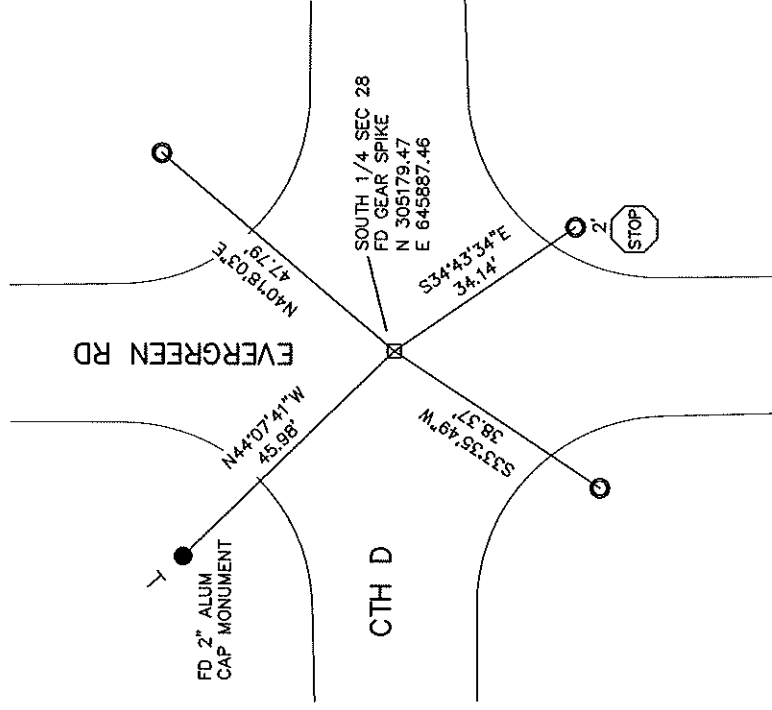 N40°18'03"E
47.79'
SOUTH 1/4 SEC 28
FD GEAR SPIKE
N 305179.47
E 645887.46
EVERGREEN RD
N44°07'41"W
45.98'
S34°43'34"E
34.14'
2'
STOP
FD 2" ALUM
CAP MONUMENT
S33°35'49"W
38.37'
CTH D
T